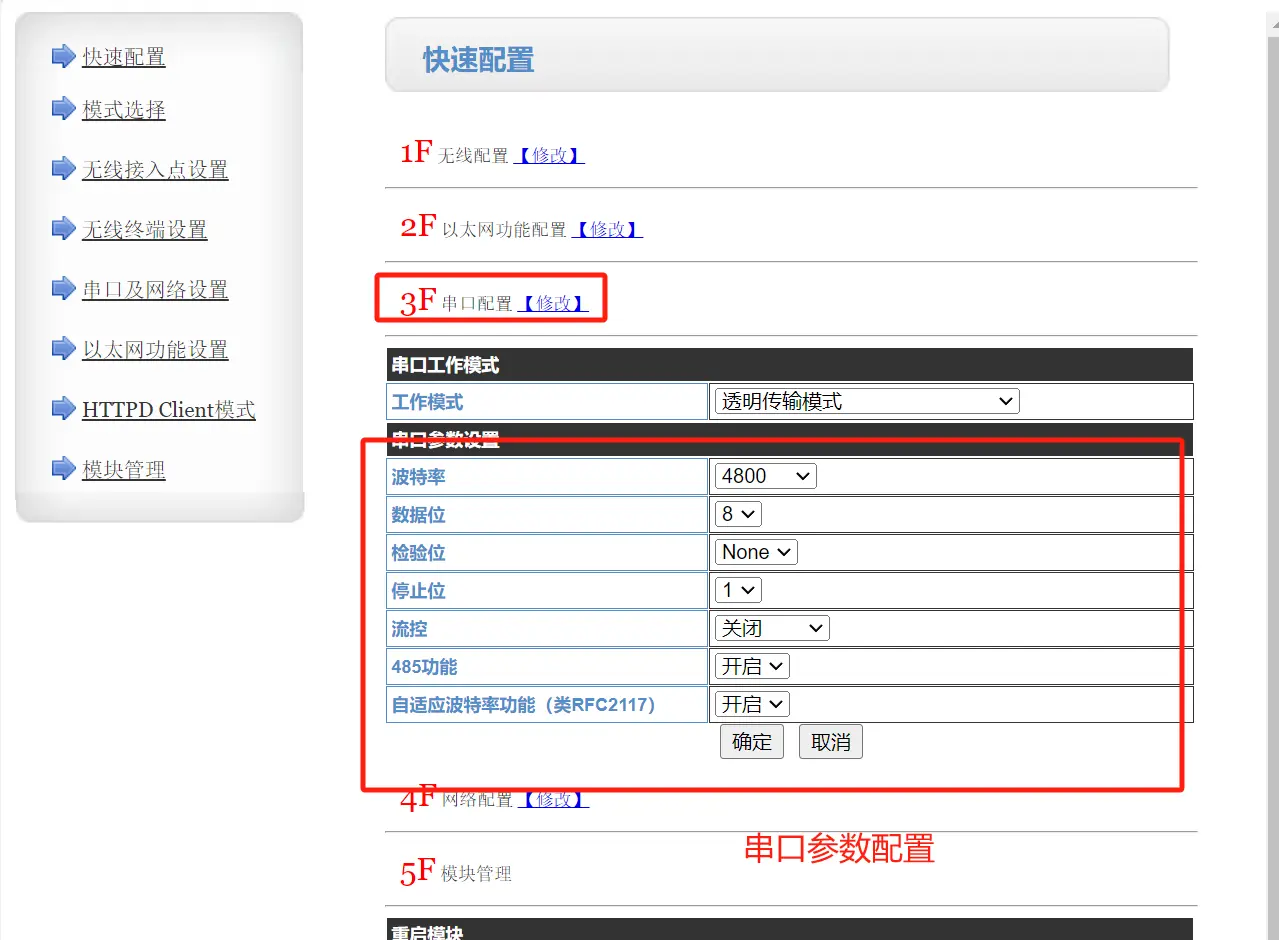 快速配置
模式选择
无线接入点设置
无线终端设置
串口及网络设置
以太网功能设置
HTTPD Client模式
模块管理
快速配置
1F 无线配置 【修改】
2F 以太网功能配置 【修改】
3F 串口配置 【修改】
串口工作模式
工作模式 透明传输模式
串口参数设置
波特率 4800
数据位 8
检验位 None
停止位 1
流控 关闭
485功能 开启
自适应波特率功能（类RFC2117） 开启
确定 取消
4F 网络配置 【修改】
串口参数配置
5F 模块管理
重启模块